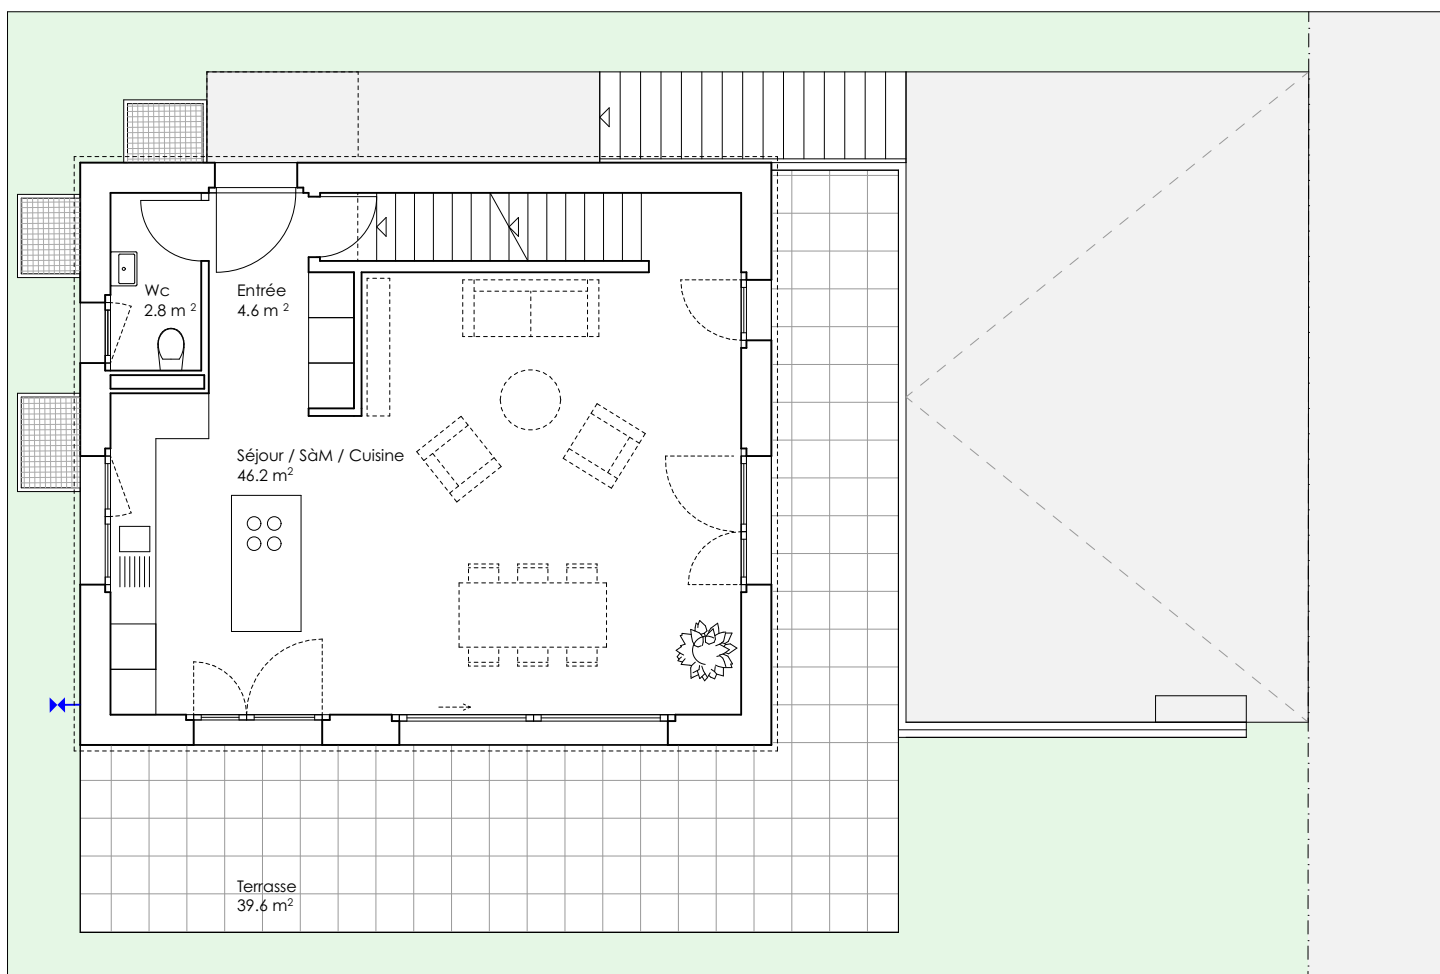 Wc
2.8 m ²
Entrée
4.6 m ²
Séjour / SàM / Cuisine
46.2 m²
Terrasse
39.6 m²